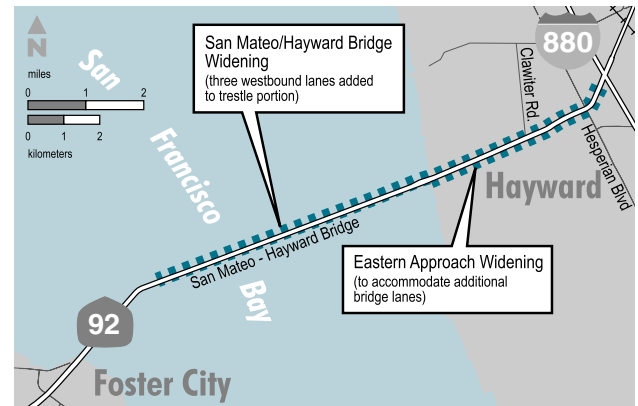 San Mateo/Hayward Bridge
Widening
(three westbound lanes added
to trestle portion)
880
N
San
miles
0 1 2
0 1 2
kilometers
Clawiter Rd.
Francisco
Hesperian Blvd
Hayward
San Mateo - Hayward Bridge
Eastern Approach Widening
(to accommodate additional
bridge lanes)
Bay
92
Foster City